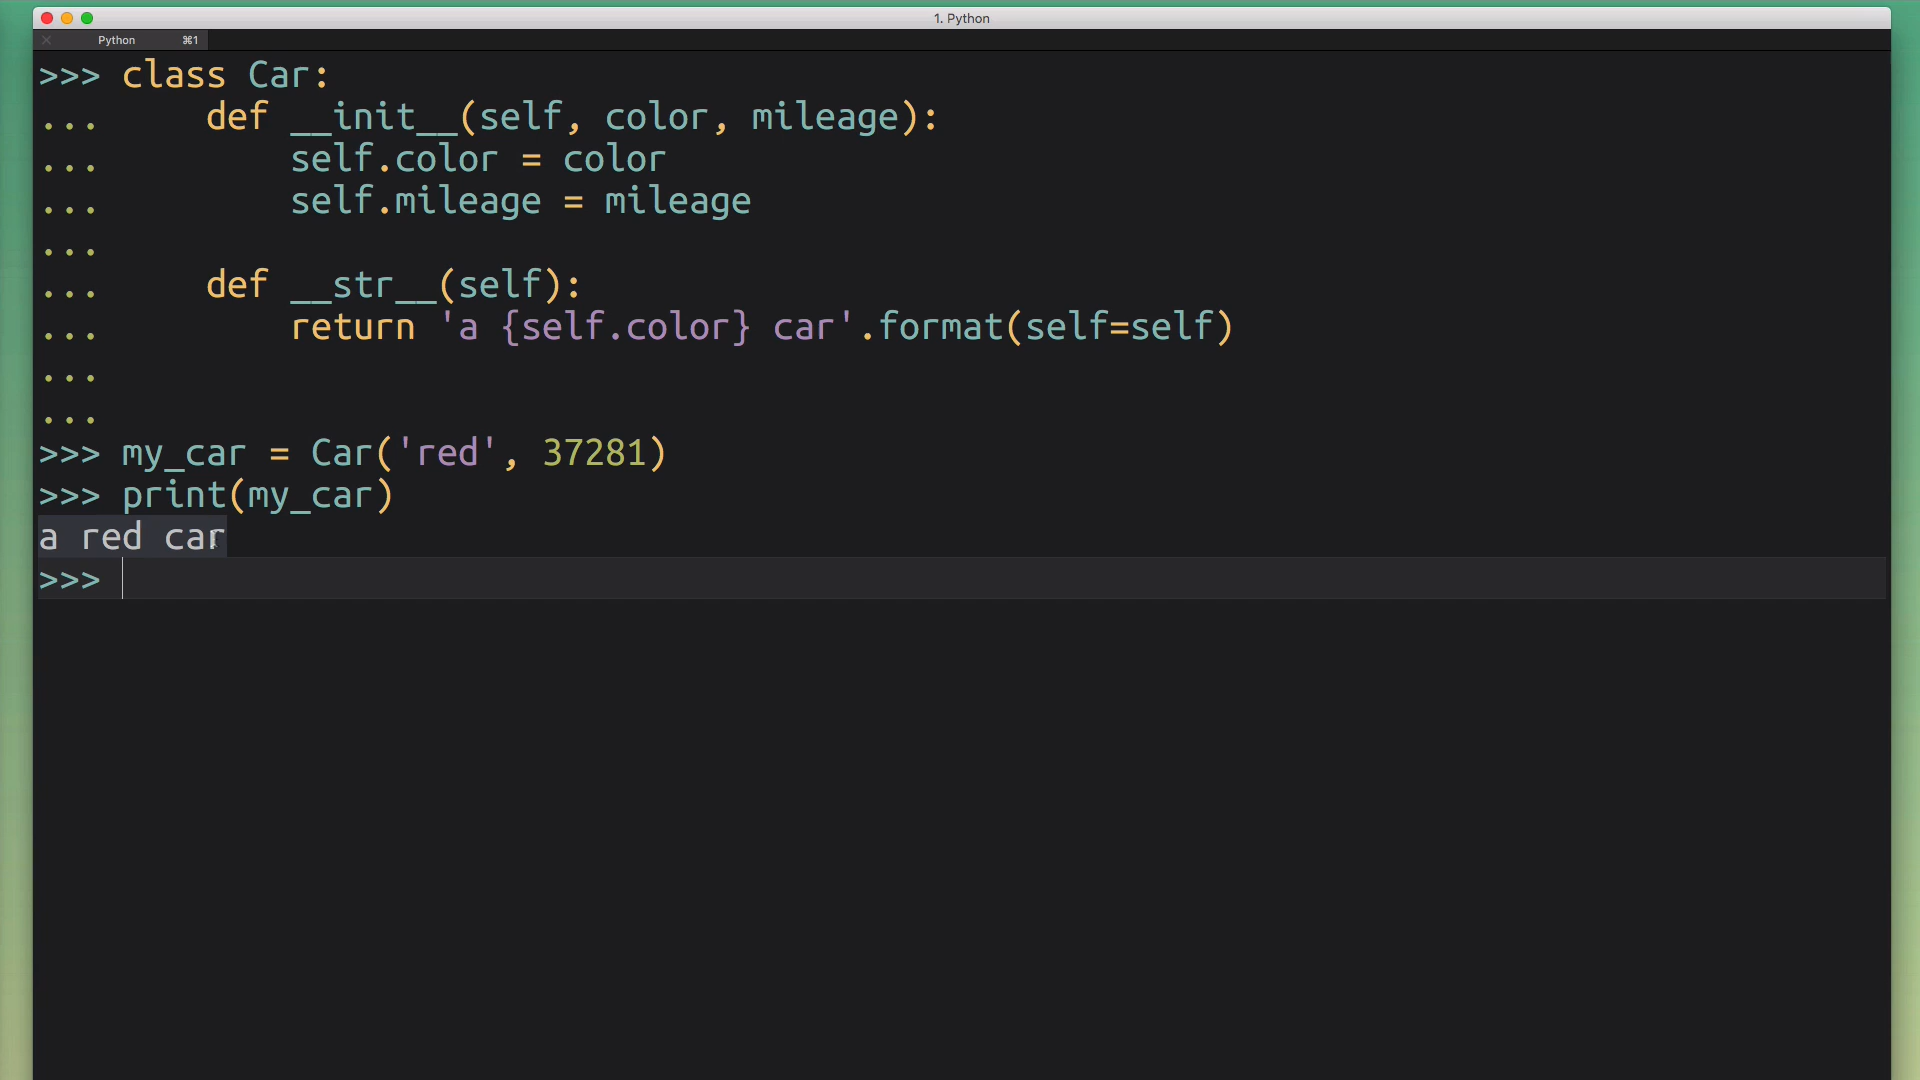 1. Python
Python ⌘1
>>> class Car:
...     def __init__(self, color, mileage):
...         self.color = color
...         self.mileage = mileage
...
...     def __str__(self):
...         return 'a {self.color} car'.format(self=self)
...
...
>>> my_car = Car('red', 37281)
>>> print(my_car)
a red car
>>>